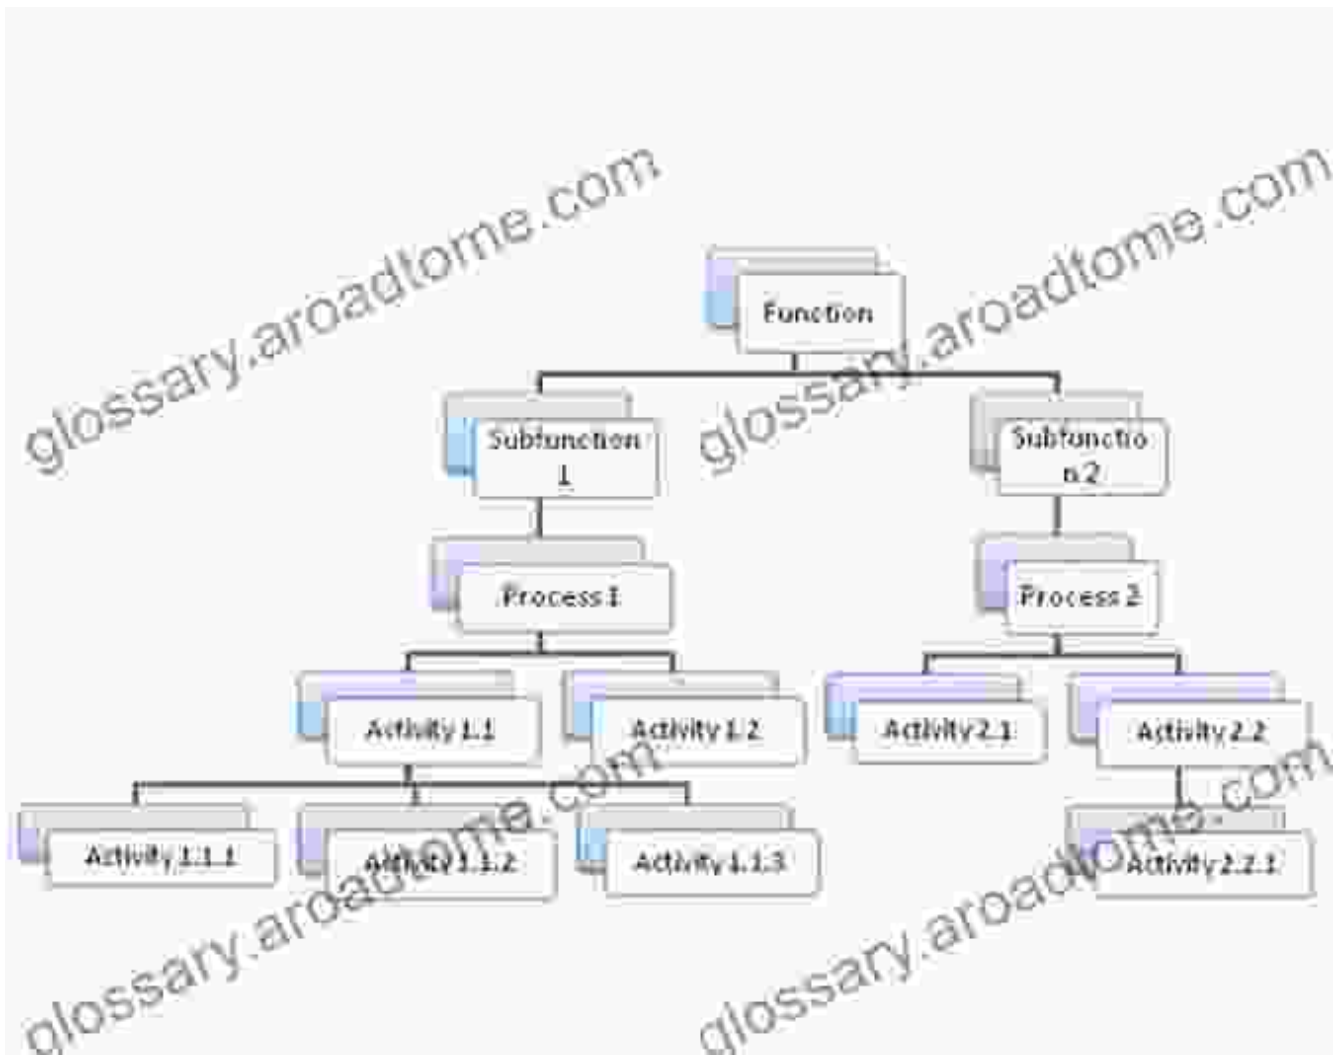 glossary.aroadtome.com
glossary.aroadtome.com
Function
Subfunction
1
Subfunctio
n 2
Process 1
Process 2
Activity 1.1
Activity 1.2
Activity 2.1
Activity 2.2
Activity 1.1.1
Activity 1.1.2
Activity 1.1.3
Activity 2.2.1
glossary.aroadtome.com
glossary.aroadtome.com